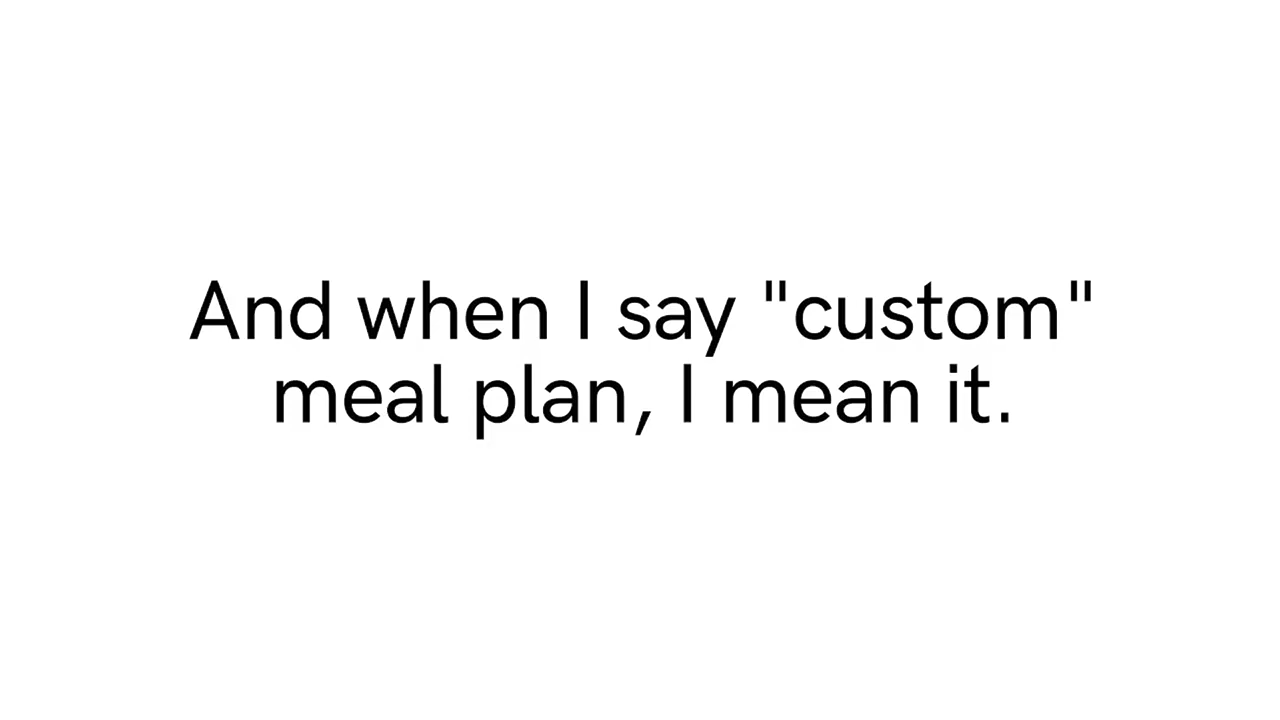 And when I say "custom"
meal plan, I mean it.